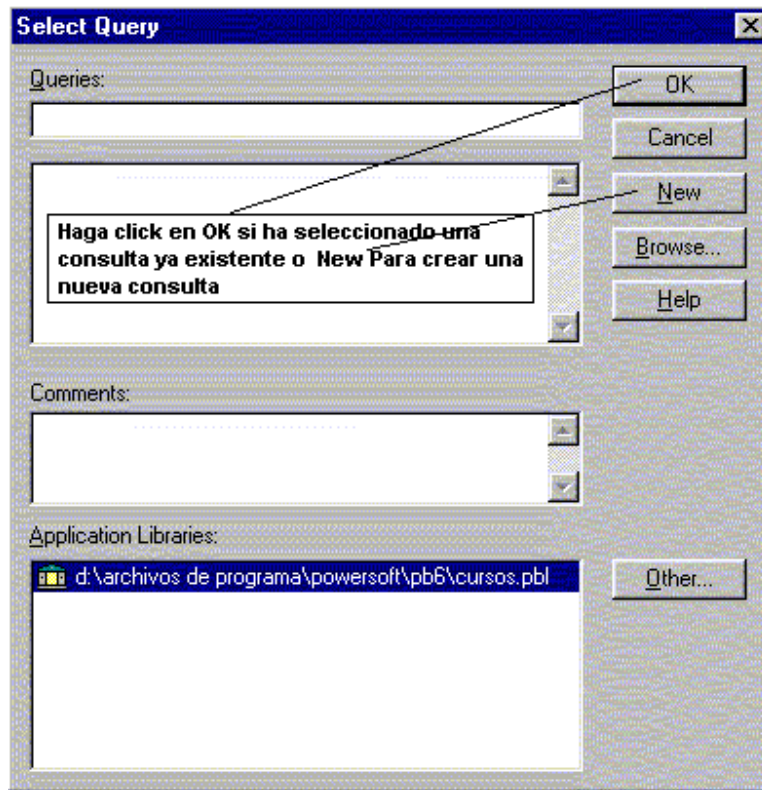 Select Query
Queries:
OK
Cancel
New
Browse...
Help
Haga click en OK si ha seleccionado una
consulta ya existente o New Para crear una
nueva consulta
Comments:
Application Libraries:
d:\archivos de programa\powersoft\pb6\cursos.pbl
Other...